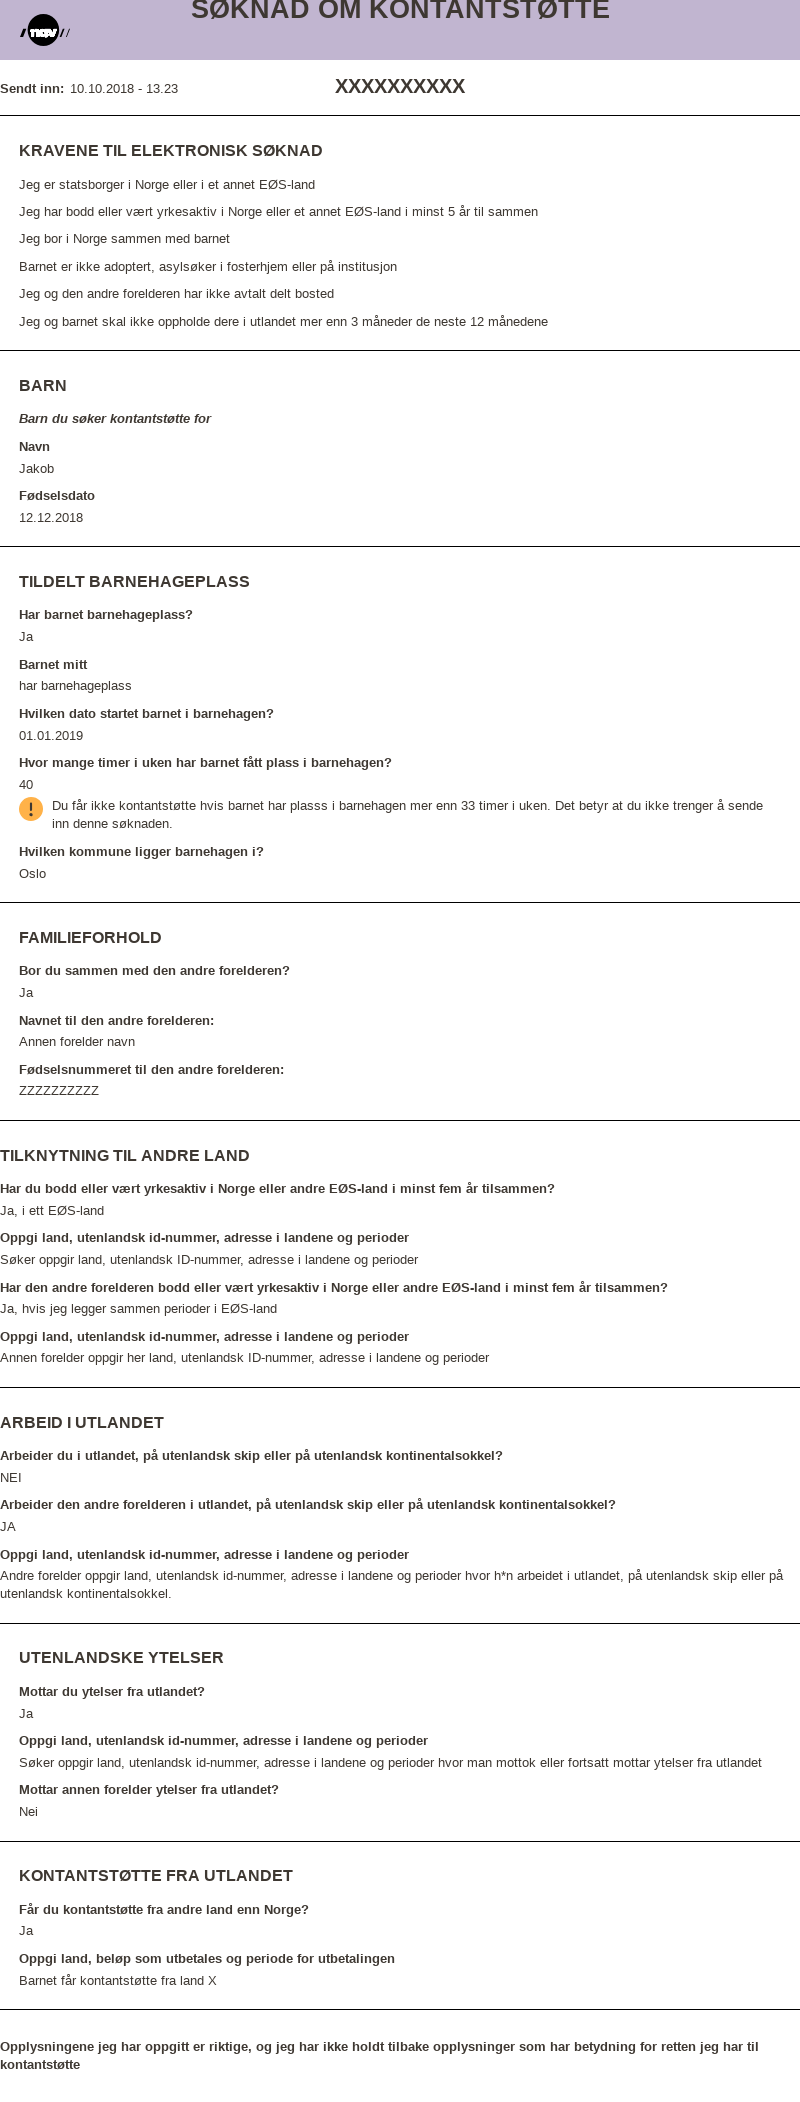 SØKNAD OM KONTANTSTØTTE
nav
Sendt inn: 10.10.2018 - 13.23
XXXXXXXXXX
KRAVENE TIL ELEKTRONISK SØKNAD
Jeg er statsborger i Norge eller i et annet EØS-land
Jeg har bodd eller vært yrkesaktiv i Norge eller et annet EØS-land i minst 5 år til sammen
Jeg bor i Norge sammen med barnet
Barnet er ikke adoptert, asylsøker i fosterhjem eller på institusjon
Jeg og den andre forelderen har ikke avtalt delt bosted
Jeg og barnet skal ikke oppholde dere i utlandet mer enn 3 måneder de neste 12 månedene
BARN
Barn du søker kontantstøtte for
Navn
Jakob
Fødselsdato
12.12.2018
TILDELT BARNEHAGEPLASS
Har barnet barnehageplass?
Ja
Barnet mitt
har barnehageplass
Hvilken dato startet barnet i barnehagen?
01.01.2019
Hvor mange timer i uken har barnet fått plass i barnehagen?
40
Du får ikke kontantstøtte hvis barnet har plasss i barnehagen mer enn 33 timer i uken. Det betyr at du ikke trenger å sende
inn denne søknaden.
Hvilken kommune ligger barnehagen i?
Oslo
FAMILIEFORHOLD
Bor du sammen med den andre forelderen?
Ja
Navnet til den andre forelderen:
Annen forelder navn
Fødselsnummeret til den andre forelderen:
ZZZZZZZZZZ
TILKNYTNING TIL ANDRE LAND
Har du bodd eller vært yrkesaktiv i Norge eller andre EØS-land i minst fem år tilsammen?
Ja, i ett EØS-land
Oppgi land, utenlandsk id-nummer, adresse i landene og perioder
Søker oppgir land, utenlandsk ID-nummer, adresse i landene og perioder
Har den andre forelderen bodd eller vært yrkesaktiv i Norge eller andre EØS-land i minst fem år tilsammen?
Ja, hvis jeg legger sammen perioder i EØS-land
Oppgi land, utenlandsk id-nummer, adresse i landene og perioder
Annen forelder oppgir her land, utenlandsk ID-nummer, adresse i landene og perioder
ARBEID I UTLANDET
Arbeider du i utlandet, på utenlandsk skip eller på utenlandsk kontinentalsokkel?
NEI
Arbeider den andre forelderen i utlandet, på utenlandsk skip eller på utenlandsk kontinentalsokkel?
JA
Oppgi land, utenlandsk id-nummer, adresse i landene og perioder
Andre forelder oppgir land, utenlandsk id-nummer, adresse i landene og perioder hvor h*n arbeidet i utlandet, på utenlandsk skip eller på
utenlandsk kontinentalsokkel.
UTENLANDSKE YTELSER
Mottar du ytelser fra utlandet?
Ja
Oppgi land, utenlandsk id-nummer, adresse i landene og perioder
Søker oppgir land, utenlandsk id-nummer, adresse i landene og perioder hvor man mottok eller fortsatt mottar ytelser fra utlandet
Mottar annen forelder ytelser fra utlandet?
Nei
KONTANTSTØTTE FRA UTLANDET
Får du kontantstøtte fra andre land enn Norge?
Ja
Oppgi land, beløp som utbetales og periode for utbetalingen
Barnet får kontantstøtte fra land X
Opplysningene jeg har oppgitt er riktige, og jeg har ikke holdt tilbake opplysninger som har betydning for retten jeg har til
kontantstøtte